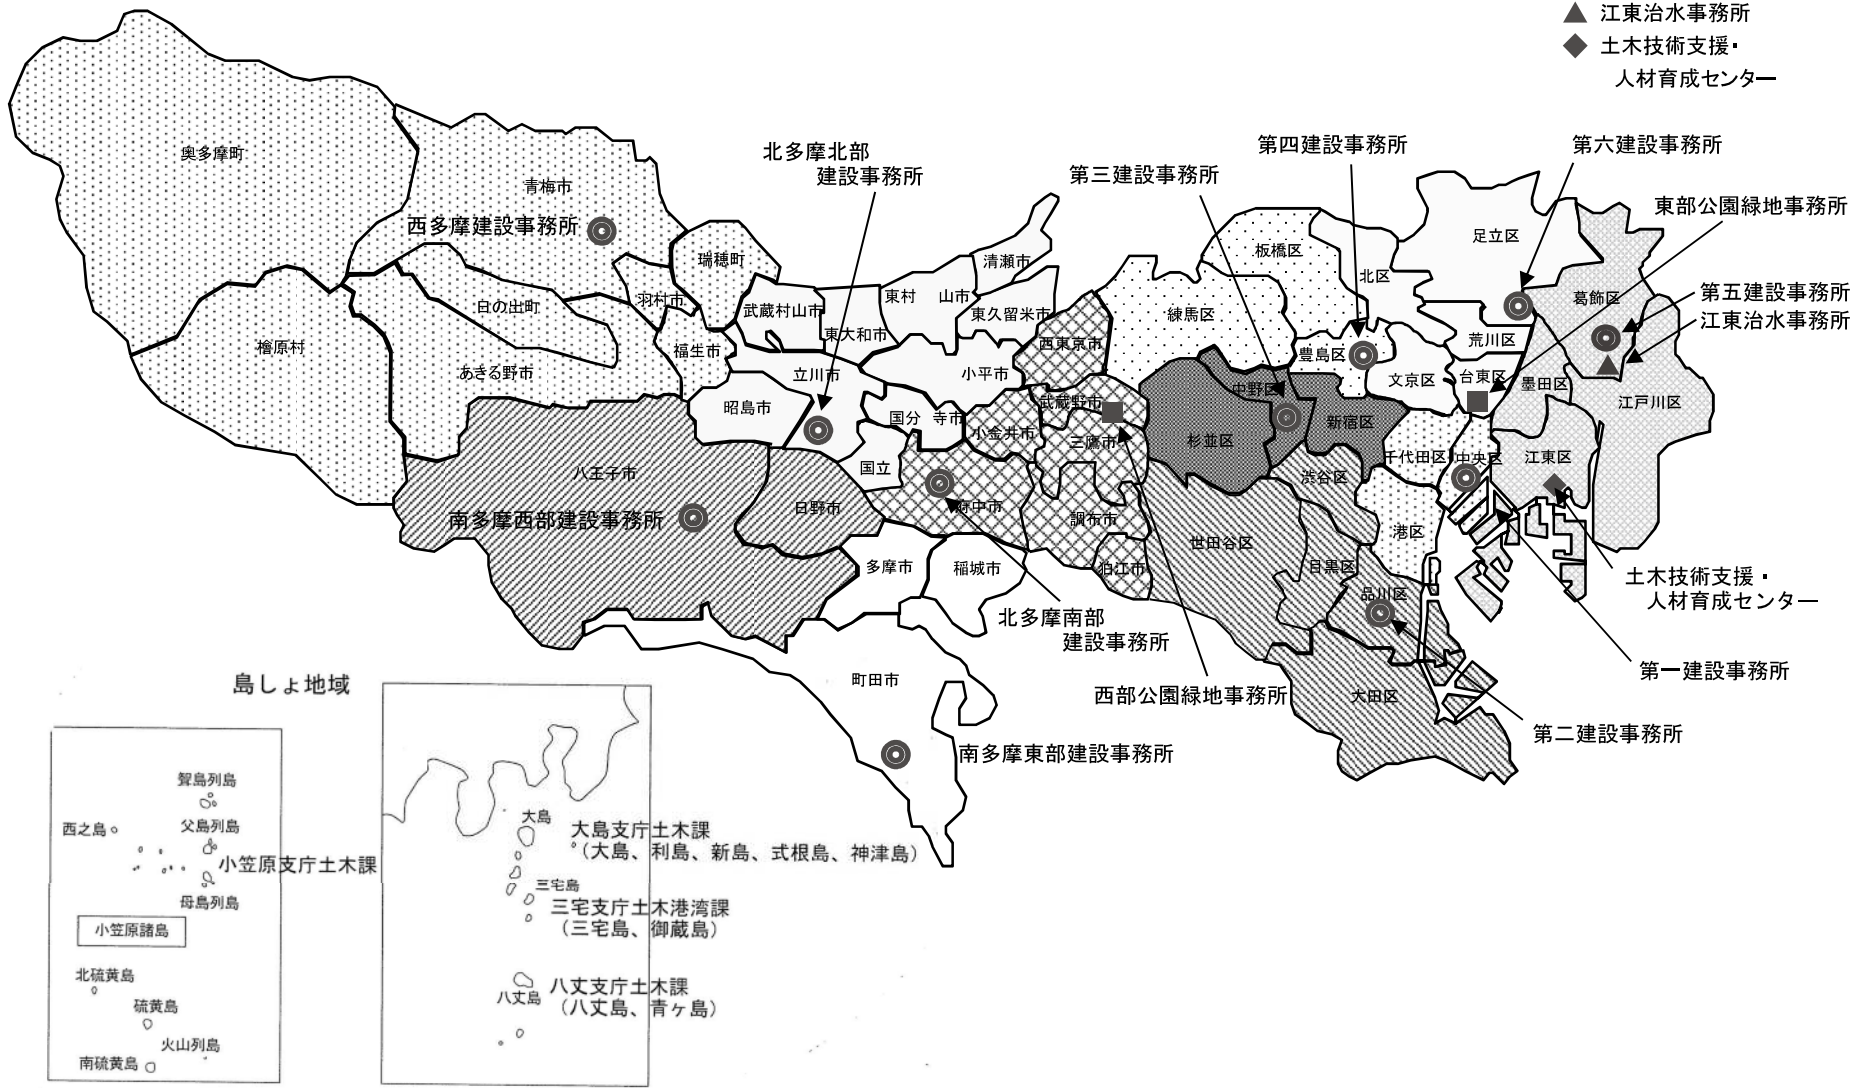 江東治水事務所
土木技術支援・
人材育成センター
北多摩北部
建設事務所
第三建設事務所
第四建設事務所
第六建設事務所
東部公園緑地事務所
第五建設事務所
江東治水事務所
奥多摩町
青梅市
西多摩建設事務所
瑞穂町
羽村市
日の出町
檜原村
あきる野市
福生市
武蔵村山市
東大和市
東村 山市
清瀬市
東久留米市
西東京市
練馬区
板橋区
北区
足立区
葛飾区
荒川区
豊島区
文京区
台東区
墨田区
江戸川区
立川市
小平市
昭島市
国分 寺市
小金井市
武蔵野市
三鷹市
中野区
杉並区
新宿区
千代田区
中央区
江東区
渋谷区
国立
八王子市
日野市
府中市
調布市
南多摩西部建設事務所
世田谷区
港区
目黒区
多摩市
稲城市
狛江市
品川区
土木技術支援・
人材育成センター
北多摩南部
建設事務所
第一建設事務所
町田市
西部公園緑地事務所
大田区
第二建設事務所
南多摩東部建設事務所
島しょ地域
聟島列島
西之島
父島列島
小笠原支庁土木課
母島列島
小笠原諸島
北硫黄島
硫黄島
火山列島
南硫黄島
大島
大島支庁土木課
（大島、利島、新島、式根島、神津島）
三宅島
三宅支庁土木港湾課
（三宅島、御蔵島）
八丈支庁土木課
八丈島
（八丈島、青ヶ島）